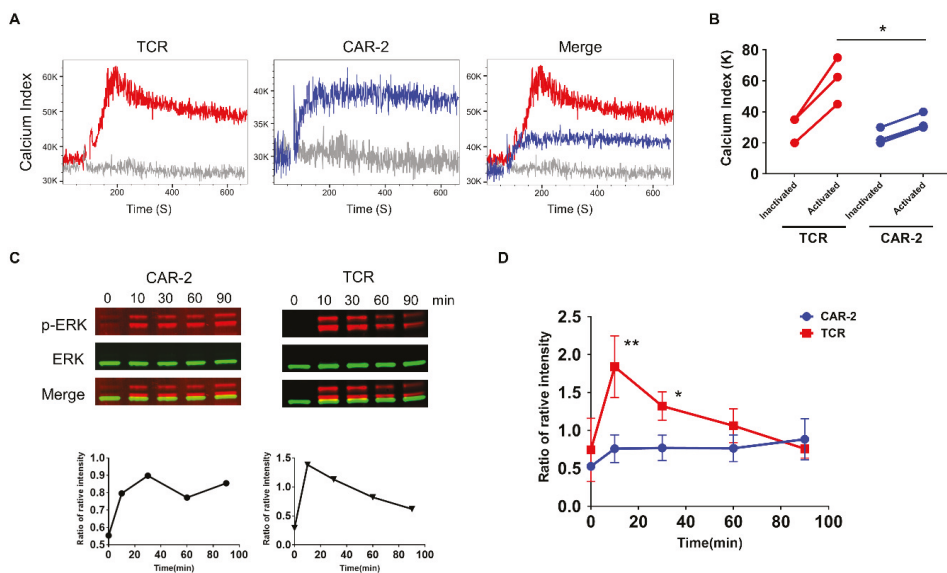 A
TCR
CAR-2
Merge
Calcium Index
60K
50K
40K
30K
200
400
600
Time (S)
40K
35K
30K
200
400
600
Time (S)
60K
50K
40K
30K
200
400
600
Time (S)
B
*
Calcium Index (K)
80
60
40
20
0
Inactivated
Activated
Inactivated
Activated
TCR
CAR-2
C
CAR-2
TCR
0 10 30 60 90
0 10 30 60 90 min
p-ERK
ERK
Merge
Ratio of rative intensity
1.0
0.9
0.8
0.7
0.6
0.5
0 20 40 60 80 100
Time(min)
Ratio of rative intensity
1.5
1.0
0.5
0.0
0 20 40 60 80 100
Time(min)
D
CAR-2
TCR
Ratio of rative intensity
2.5
2.0
1.5
1.0
0.5
0.0
**
*
0 20 40 60 80 100
Time(min)